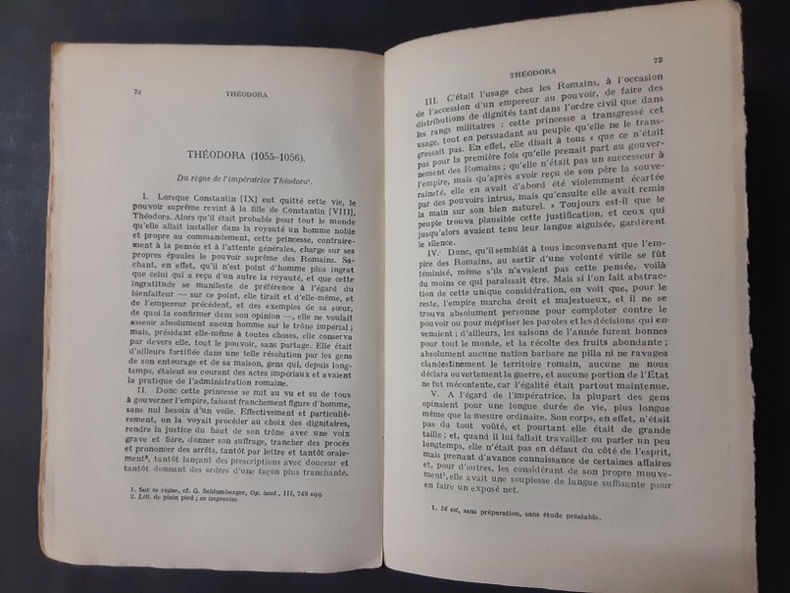 72 THÉODORA
THÉODORA (1055-1056).
Du règne de l'impératrice Théodora¹.
I. Lorsque Constantin [IX] eut quitté cette vie, le
pouvoir suprême revint à la fille de Constantin [VIII],
Théodora. Alors qu'il était probable pour tout le monde
qu'elle allait installer dans la royauté un homme noble
et propre au commandement, cette princesse, contraire-
ment à la pensée et à l'attente générales, charge sur ses
propres épaules le pouvoir suprême des Romains. Sa-
chant, en effet, qu'il n'est point d'homme plus ingrat
que celui qui a reçu d'un autre la royauté, et que cette
ingratitude se manifeste de préférence à l'égard du
bienfaiteur — sur ce point, elle tirait et d'elle-même, et
de l'empereur précédent, et des exemples de sa sœur,
de quoi la confirmer dans son opinion —, elle ne voulait
asseoir absolument aucun homme sur le trône impérial ;
mais, présidant elle-même à toutes choses, elle conserva
par devers elle, tout le pouvoir, sans partage. Elle était
d'ailleurs fortifiée dans une telle résolution par les gens
de son entourage et de sa maison, gens qui, depuis long-
temps, étaient au courant des actes impériaux et avaient
la pratique de l'administration romaine.
II. Donc cette princesse se mit au vu et su de tous
à gouverner l'empire, faisant franchement figure d'homme,
sans nul besoin d'un voile. Effectivement et particuliè-
rement, on la voyait procéder au choix des dignitaires,
rendre la justice du haut de son trône avec une voix
grave et fière, donner son suffrage, trancher des procès
et prononcer des arrêts, tantôt par lettre et tantôt orale-
ment², tantôt lançant des prescriptions avec douceur et
tantôt donnant des ordres d'une façon plus tranchante.
1. Sur ce règne, cf. G. Schlumberger, Op. laud., III, 749 sqq.
2. Litt. de plain pied ; ex improviso.
THÉODORA 73
III. C'était l'usage chez les Romains, à l'occasion
de l'accession d'un empereur au pouvoir, de faire des
distributions de dignités tant dans l'ordre civil que dans
les rangs militaires ; cette princesse a transgressé cet
usage, tout en persuadant au peuple qu'elle ne le trans-
gressait pas. En effet, elle disait à tous « que ce n'était
pas pour la première fois qu'elle prenait part au gouver-
nement des Romains ; qu'elle n'était pas un successeur à
l'empire, mais qu'après avoir reçu de son père la souve-
raineté, elle en avait d'abord été violemment écartée
par des pouvoirs intrus, mais qu'ensuite elle avait remis
la main sur son bien naturel. » Toujours est-il que le
peuple trouva plausible cette justification, et ceux qui
jusqu'alors avaient tenu leur langue aiguisée, gardèrent
le silence.
IV. Donc, qu'il semblât à tous inconvenant que l'em-
pire des Romains, au sortir d'une volonté virile se fût
féminisé, même s'ils n'avaient pas cette pensée, voilà
du moins ce qui paraissait être. Mais si l'on fait abstrac-
tion de cette unique considération, on voit que, pour le
reste, l'empire marcha droit et majestueux, et il ne se
trouva absolument personne pour comploter contre le
pouvoir ou pour mépriser les paroles et les décisions qui en
venaient ; d'ailleurs, les saisons de l'année furent bonnes
pour tout le monde, et la récolte des fruits abondante ;
absolument aucune nation barbare ne pilla ni ne ravagea
clandestinement le territoire romain, aucune ne nous
déclara ouvertement la guerre, et aucune portion de l'Etat
ne fut mécontente, car l'égalité était partout maintenue.
V. A l'égard de l'impératrice, la plupart des gens
opinaient pour une longue durée de vie, plus longue
même que la mesure ordinaire. Son corps, en effet, n'était
pas du tout voûté, et pourtant elle était de grande
taille ; et, quand il lui fallait travailler ou parler un peu
longtemps, elle n'était pas en défaut du côté de l'esprit,
mais prenant d'avance connaissance de certaines affaires
et, pour d'autres, les considérant de son propre mouve-
ment¹, elle avait une souplesse de langue suffisante pour
en faire un exposé net.
1. Id est, sans préparation, sans étude préalable.